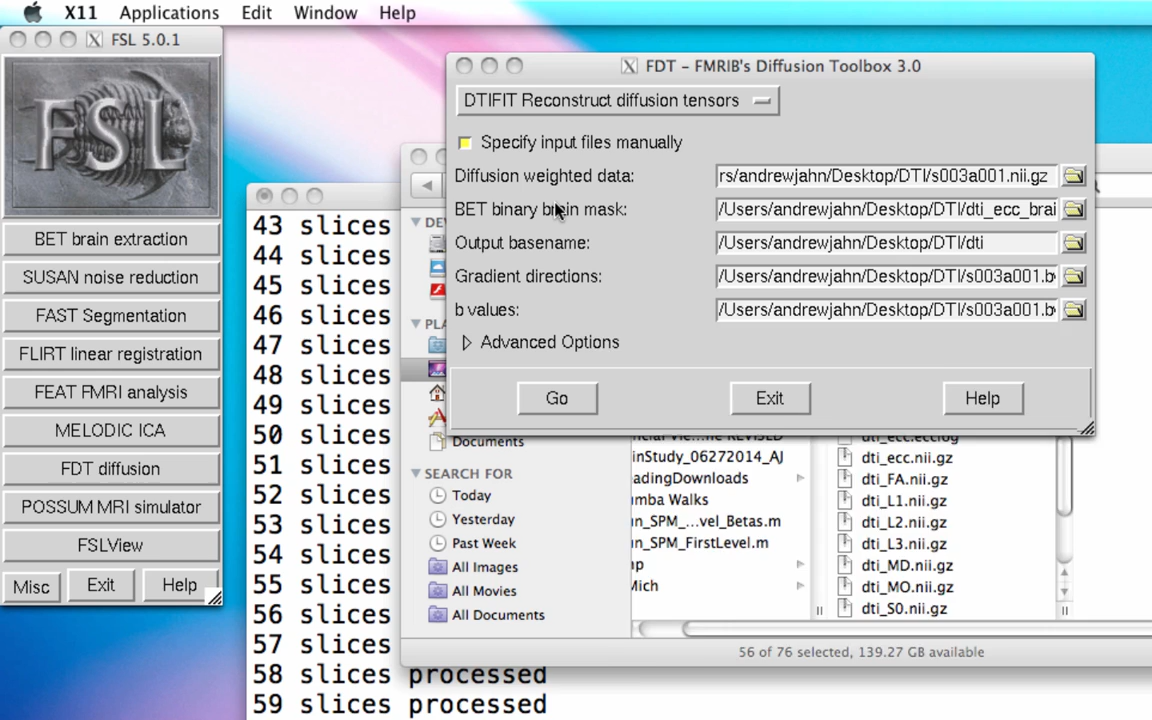 X11 Applications Edit Window Help
FSL 5.0.1
FSL
BET brain extraction
SUSAN noise reduction
FAST Segmentation
FLIRT linear registration
FEAT FMRI analysis
MELODIC ICA
FDT diffusion
POSSUM MRI simulator
FSLView
Misc Exit Help
FDT - FMRIB's Diffusion Toolbox 3.0
DTIFIT Reconstruct diffusion tensors
Specify input files manually
Diffusion weighted data: rs/andrewjahn/Desktop/DTI/s003a001.nii.gz
BET binary brain mask: /Users/andrewjahn/Desktop/DTI/dti_ecc_brai
Output basename: /Users/andrewjahn/Desktop/DTI/dti
Gradient directions: /Users/andrewjahn/Desktop/DTI/s003a001.b
b values: /Users/andrewjahn/Desktop/DTI/s003a001.b
Advanced Options
Go Exit Help
43 slices
44 slices
45 slices
46 slices
47 slices
48 slices
49 slices
50 slices
51 slices
52 slices
53 slices
54 slices
55 slices
56 slices
57 slices
58 slices processed
59 slices processed
DE
PLA
Documents
SEARCH FOR
Today
Yesterday
Past Week
All Images
All Movies
All Documents
inStudy_06272014_AJ
adingDownloads
mba Walks
un_SPM_...vel_Betas.m
un_SPM_FirstLevel.m
mp
Mich
dti_ecc.ecclog
dti_ecc.nii.gz
dti_FA.nii.gz
dti_L1.nii.gz
dti_L2.nii.gz
dti_L3.nii.gz
dti_MD.nii.gz
dti_MO.nii.gz
dti_S0.nii.gz
56 of 76 selected, 139.27 GB available